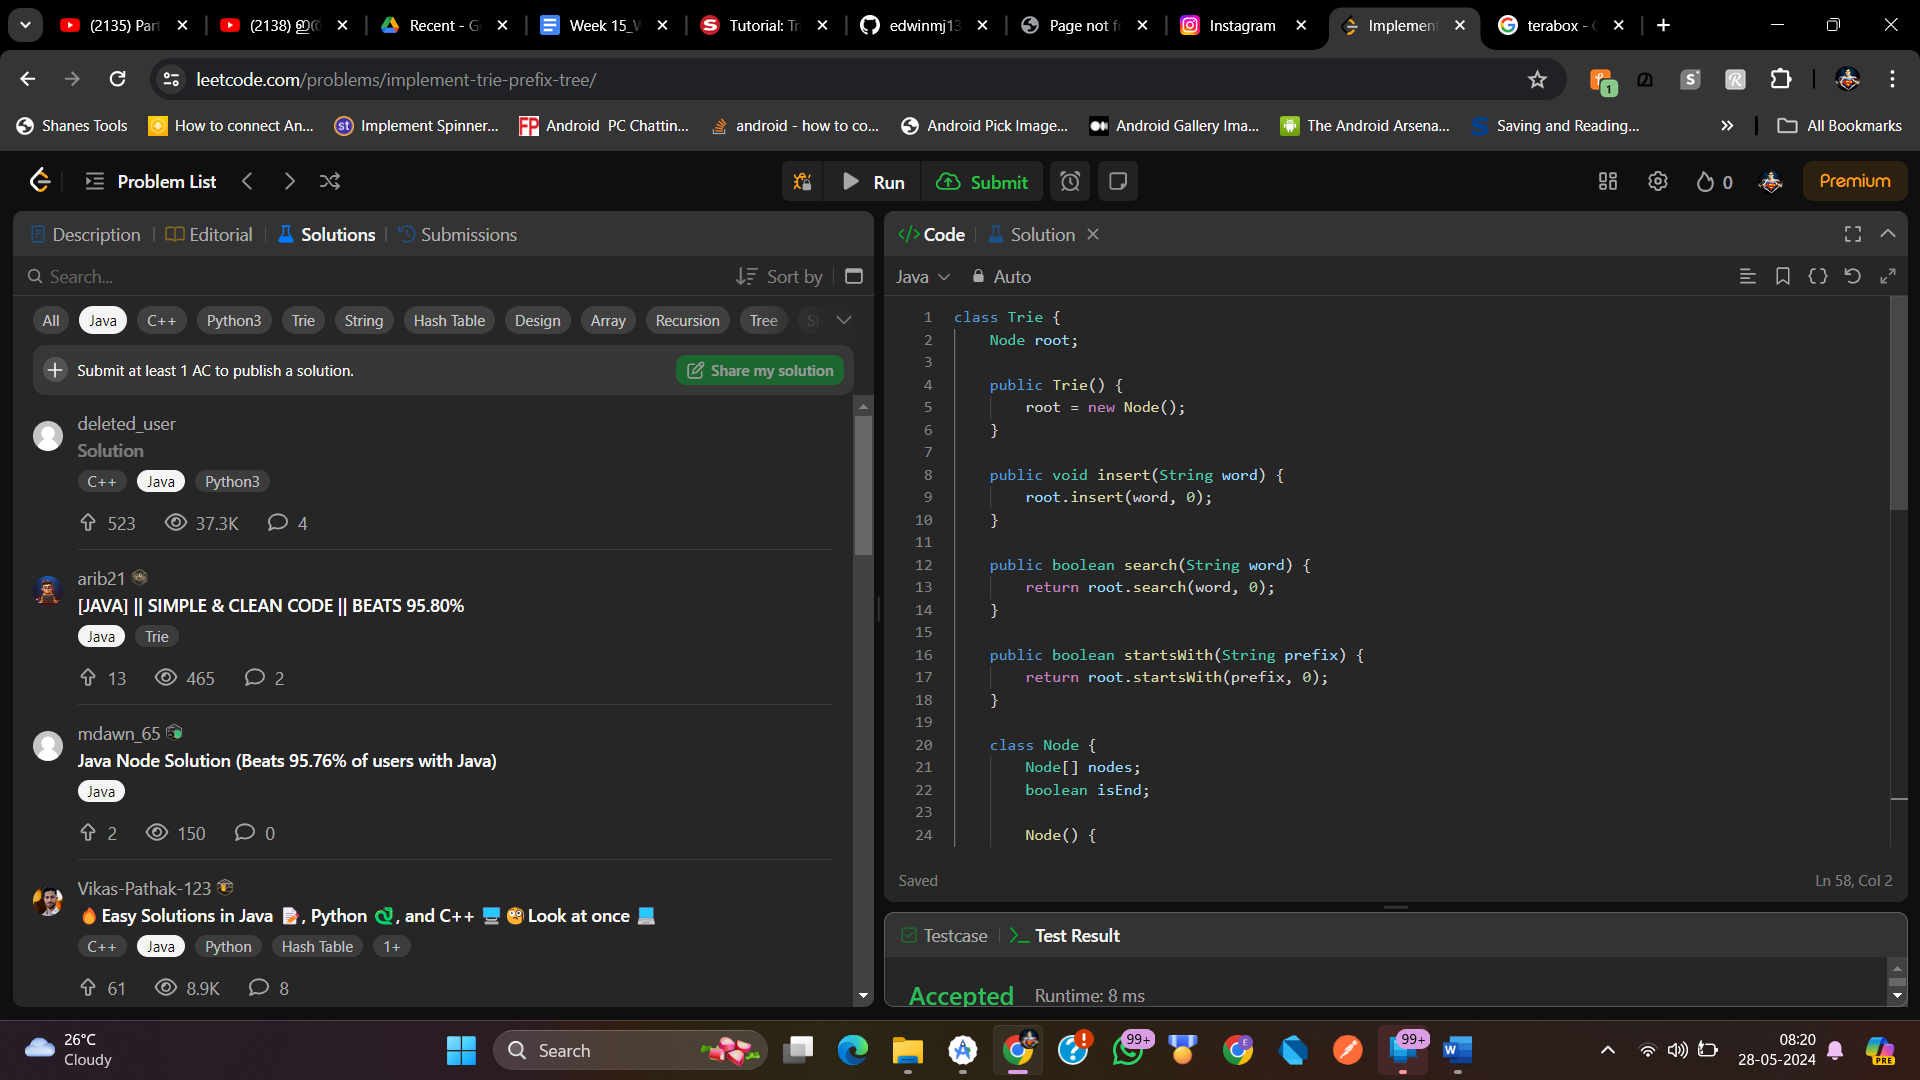 (2135) Part
(2138) ഇത
Recent - G
Week 15_W
Tutorial: Tr
edwinmj13
Page not f
Instagram
Implement
terabox -
leetcode.com/problems/implement-trie-prefix-tree/
1
Shanes Tools
How to connect An...
Implement Spinner...
Android PC Chattin...
android - how to co...
Android Pick Image...
Android Gallery Ima...
The Android Arsena...
Saving and Reading...
All Bookmarks
Problem List
Run
Submit
0
Premium
Description
Editorial
Solutions
Submissions
Search...
Sort by
All
Java
C++
Python3
Trie
String
Hash Table
Design
Array
Recursion
Tree
Submit at least 1 AC to publish a solution.
Share my solution
deleted_user
Solution
C++ Java Python3
523 37.3K 4
arib21
[JAVA] || SIMPLE & CLEAN CODE || BEATS 95.80%
Java Trie
13 465 2
mdawn_65
Java Node Solution (Beats 95.76% of users with Java)
Java
2 150 0
Vikas-Pathak-123
🔥Easy Solutions in Java 📝, Python 🐍, and C++ 🖥️🧐Look at once 💻
C++ Java Python Hash Table 1+
61 8.9K 8
</> Code
Solution
Java
Auto
1 class Trie {
2 Node root;
3
4 public Trie() {
5 root = new Node();
6 }
7
8 public void insert(String word) {
9 root.insert(word, 0);
10 }
11
12 public boolean search(String word) {
13 return root.search(word, 0);
14 }
15
16 public boolean startsWith(String prefix) {
17 return root.startsWith(prefix, 0);
18 }
19
20 class Node {
21 Node[] nodes;
22 boolean isEnd;
23
24 Node() {
Saved
Ln 58, Col 2
Testcase
Test Result
Accepted Runtime: 8 ms
26°C
Cloudy
Search
99+
99+
08:20
28-05-2024
PRE